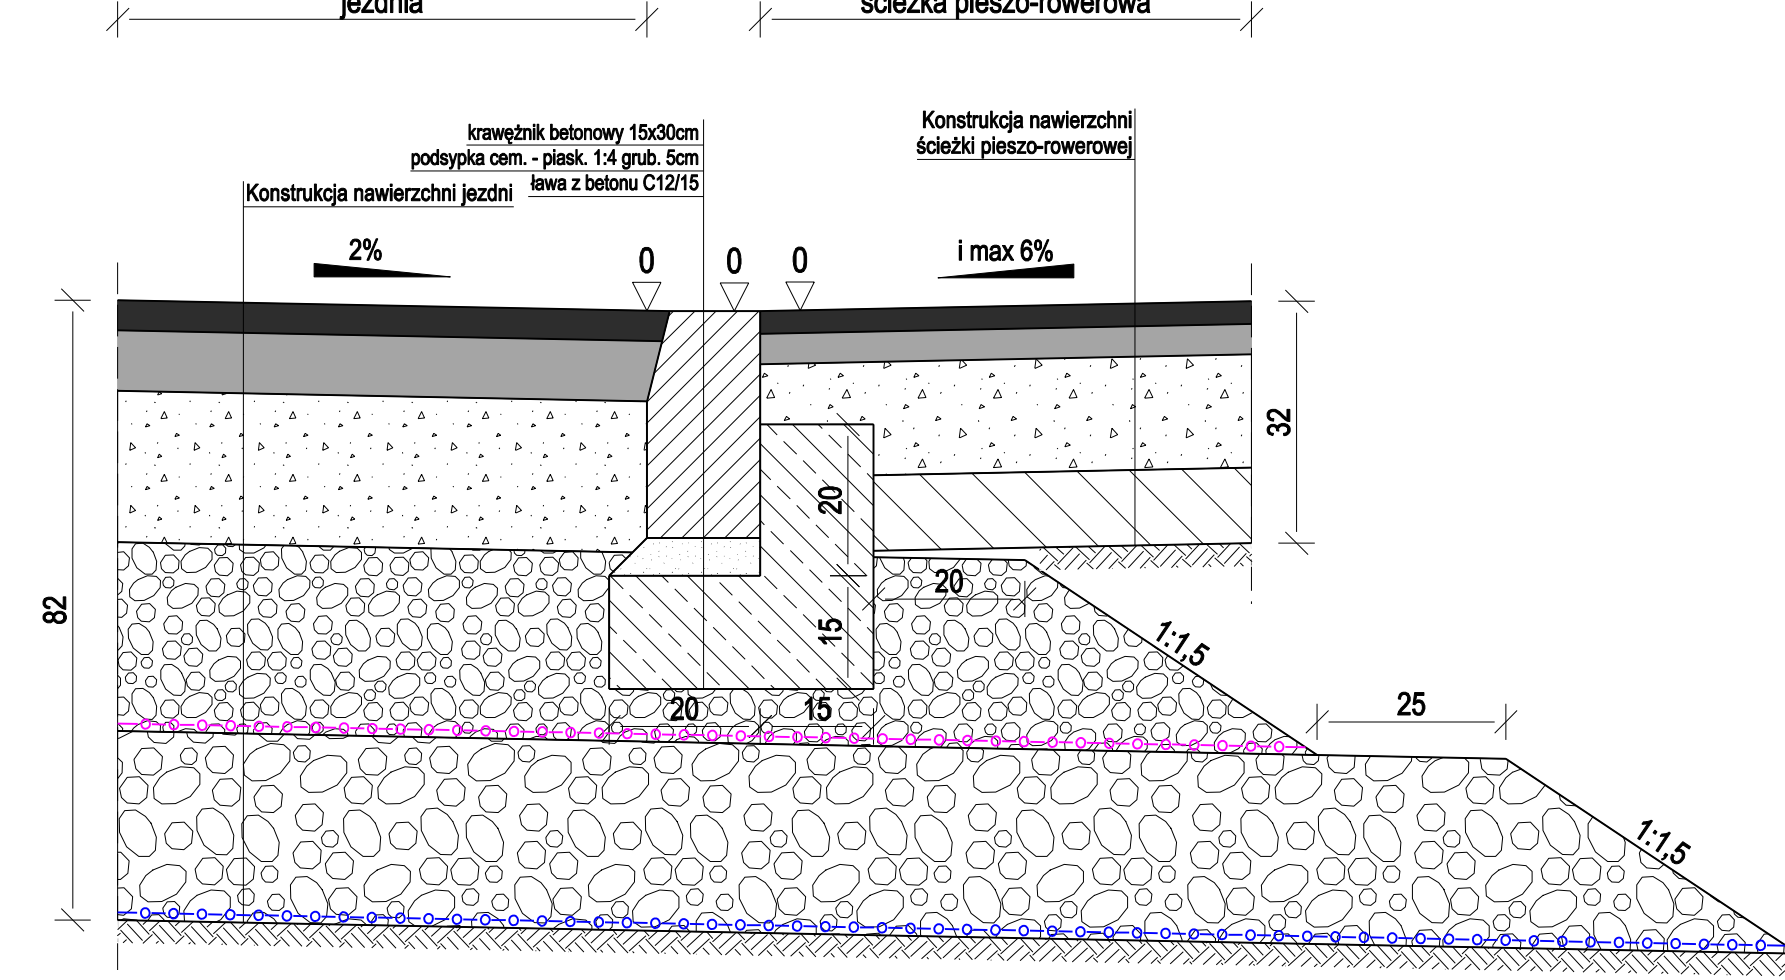 jezdnia
ścieżka pieszo-rowerowa
krawężnik betonowy 15x30cm
podsypka cem. - piask. 1:4 grub. 5cm
ława z betonu C12/15
Konstrukcja nawierzchni jezdni
Konstrukcja nawierzchni
ścieżki pieszo-rowerowej
2%
0
0
0
i max 6%
32
20
20
15
82
1:1,5
20
15
25
1:1,5